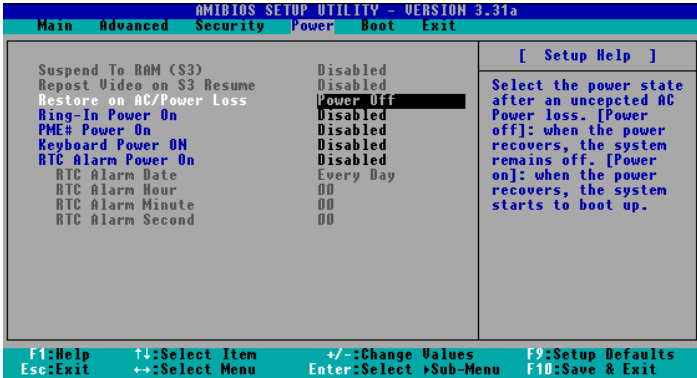 AMIBIOS SETUP UTILITY - VERSION 3.31a
Main Advanced Security Power Boot Exit
Suspend To RAM (S3) Disabled
Repost Video on S3 Resume Disabled
Restore on AC/Power Loss Power Off
Ring-In Power On Disabled
PME# Power On Disabled
Keyboard Power ON Disabled
RTC Alarm Power On Disabled
RTC Alarm Date Every Day
RTC Alarm Hour 00
RTC Alarm Minute 00
RTC Alarm Second 00
[ Setup Help ]
Select the power state
after an uncepcted AC
Power loss. [Power
off]: when the power
recovers, the system
remains off. [Power
on]: when the power
recovers, the system
starts to boot up.
F1:Help ↑↓:Select Item +/-:Change Values F9:Setup Defaults
Esc:Exit ↔:Select Menu Enter:Select ▸Sub-Menu F10:Save & Exit